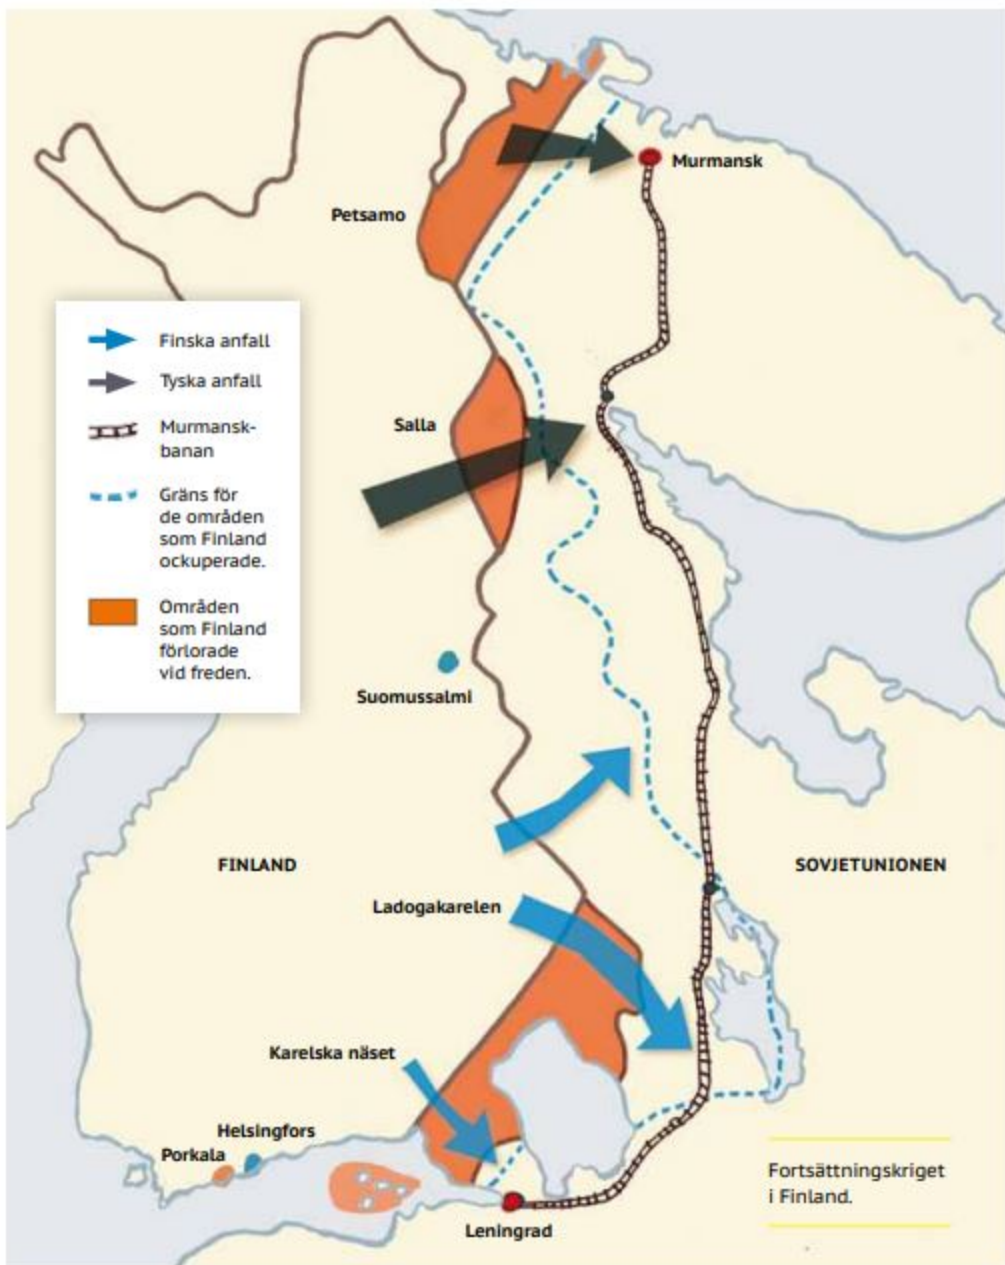 Murmansk
Petsamo
Finska anfall
Tyska anfall
Murmansk-
banan
Gräns för
de områden
som Finland
ockuperade.
Områden
som Finland
förlorade
vid freden.
Salla
Suomussalmi
FINLAND
SOVJETUNIONEN
Ladogakarelen
Karelska näset
Helsingfors
Porkala
Leningrad
Fortsättningskriget
i Finland.